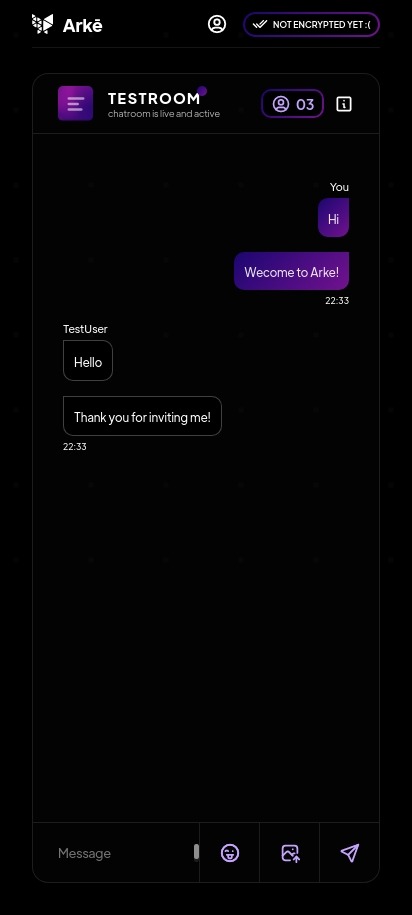 Arkē
NOT ENCRYPTED YET :(
TESTROOM
chatroom is live and active
03
You
Hi
Wecome to Arke!
22:33
TestUser
Hello
Thank you for inviting me!
22:33
Message